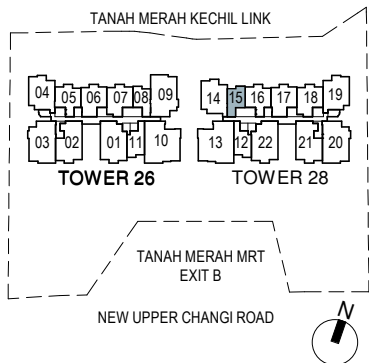 TANAH MERAH KECHIL LINK
04 05 06 07 08 09 14 15 16 17 18 19
03 02 01 11 10 13 12 22 21 20
TOWER 26 TOWER 28
TANAH MERAH MRT
EXIT B
NEW UPPER CHANGI ROAD
N